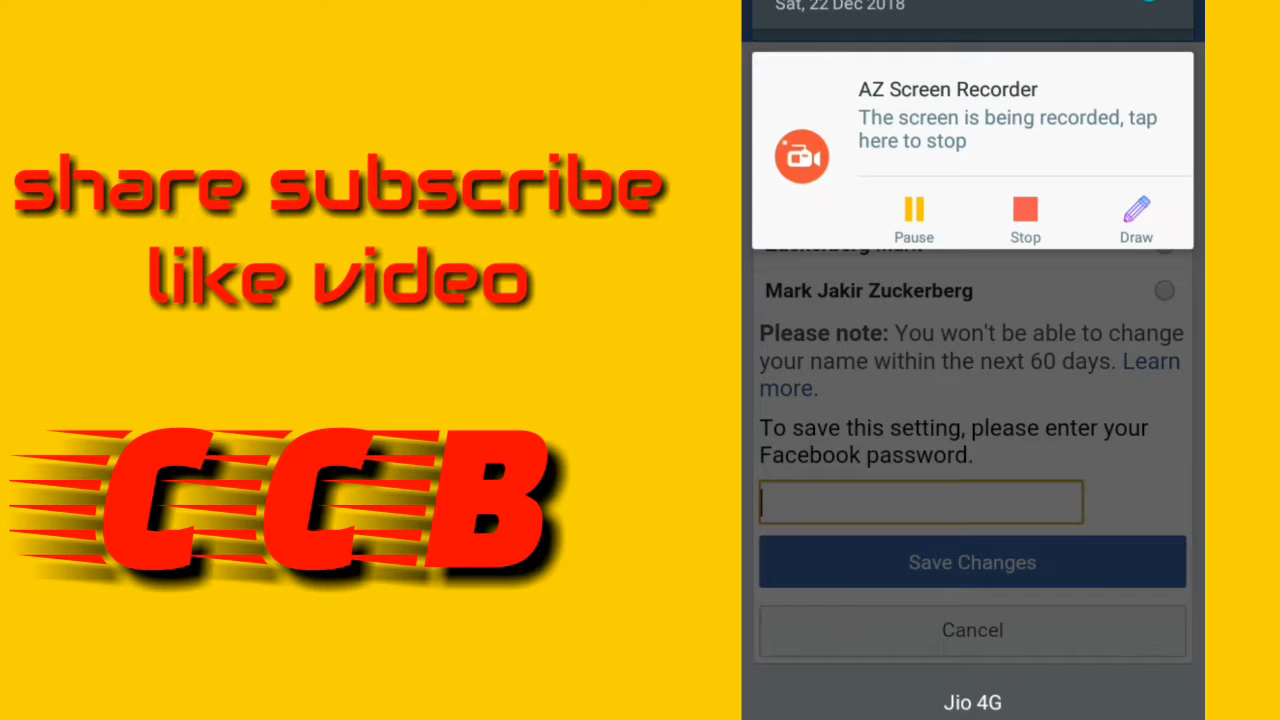 share subscribe
like video
CCB
Sat, 22 Dec 2018
AZ Screen Recorder
The screen is being recorded, tap
here to stop
Pause
Stop
Draw
Zuckerberg Mark
Mark Jakir Zuckerberg
Please note: You won't be able to change
your name within the next 60 days. Learn
more.
To save this setting, please enter your
Facebook password.
Save Changes
Cancel
Jio 4G